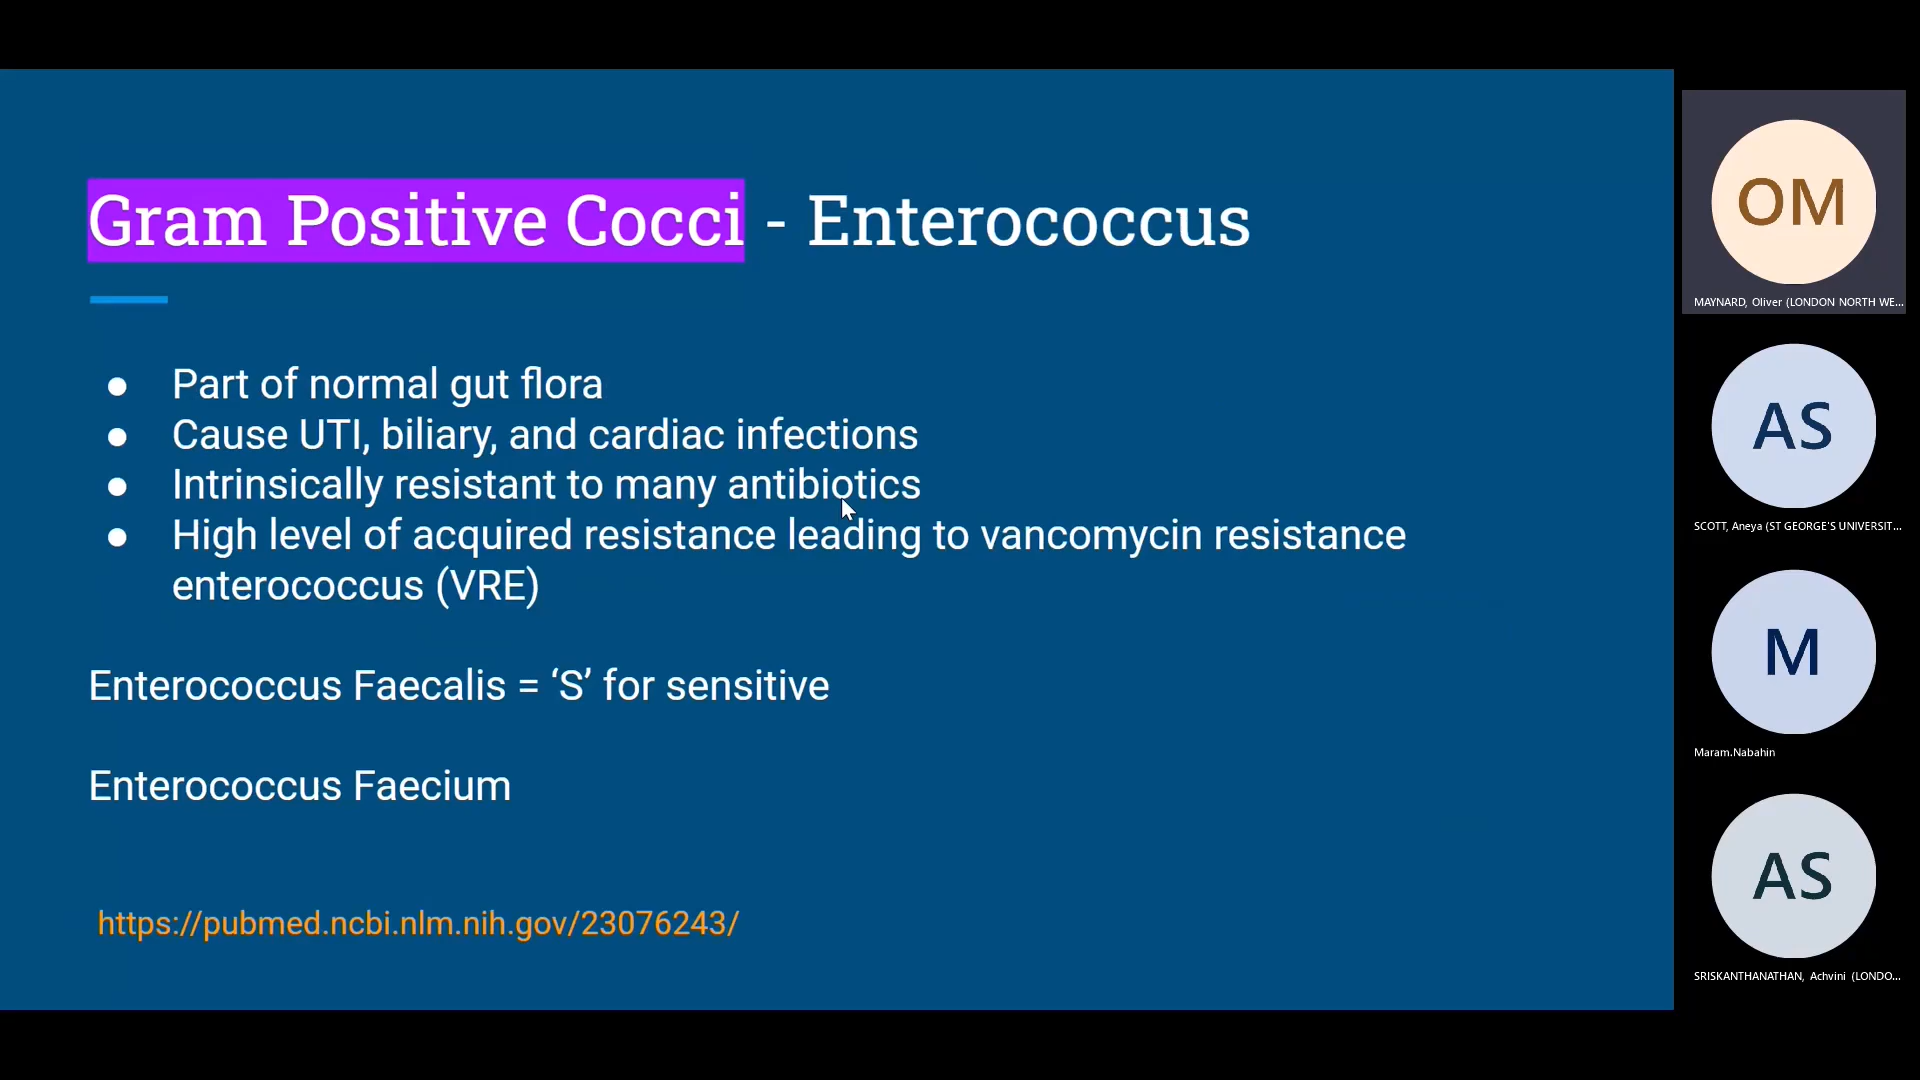 Gram Positive Cocci - Enterococcus
● Part of normal gut flora
● Cause UTI, biliary, and cardiac infections
● Intrinsically resistant to many antibiotics
● High level of acquired resistance leading to vancomycin resistance
enterococcus (VRE)
Enterococcus Faecalis = ‘S’ for sensitive
Enterococcus Faecium
https://pubmed.ncbi.nlm.nih.gov/23076243/
OM
MAYNARD, Oliver (LONDON NORTH WE...
AS
SCOTT, Aneya (ST GEORGE'S UNIVERSIT...
M
Maram.Nabahin
AS
SRISKANTHANATHAN, Achvini (LONDO...